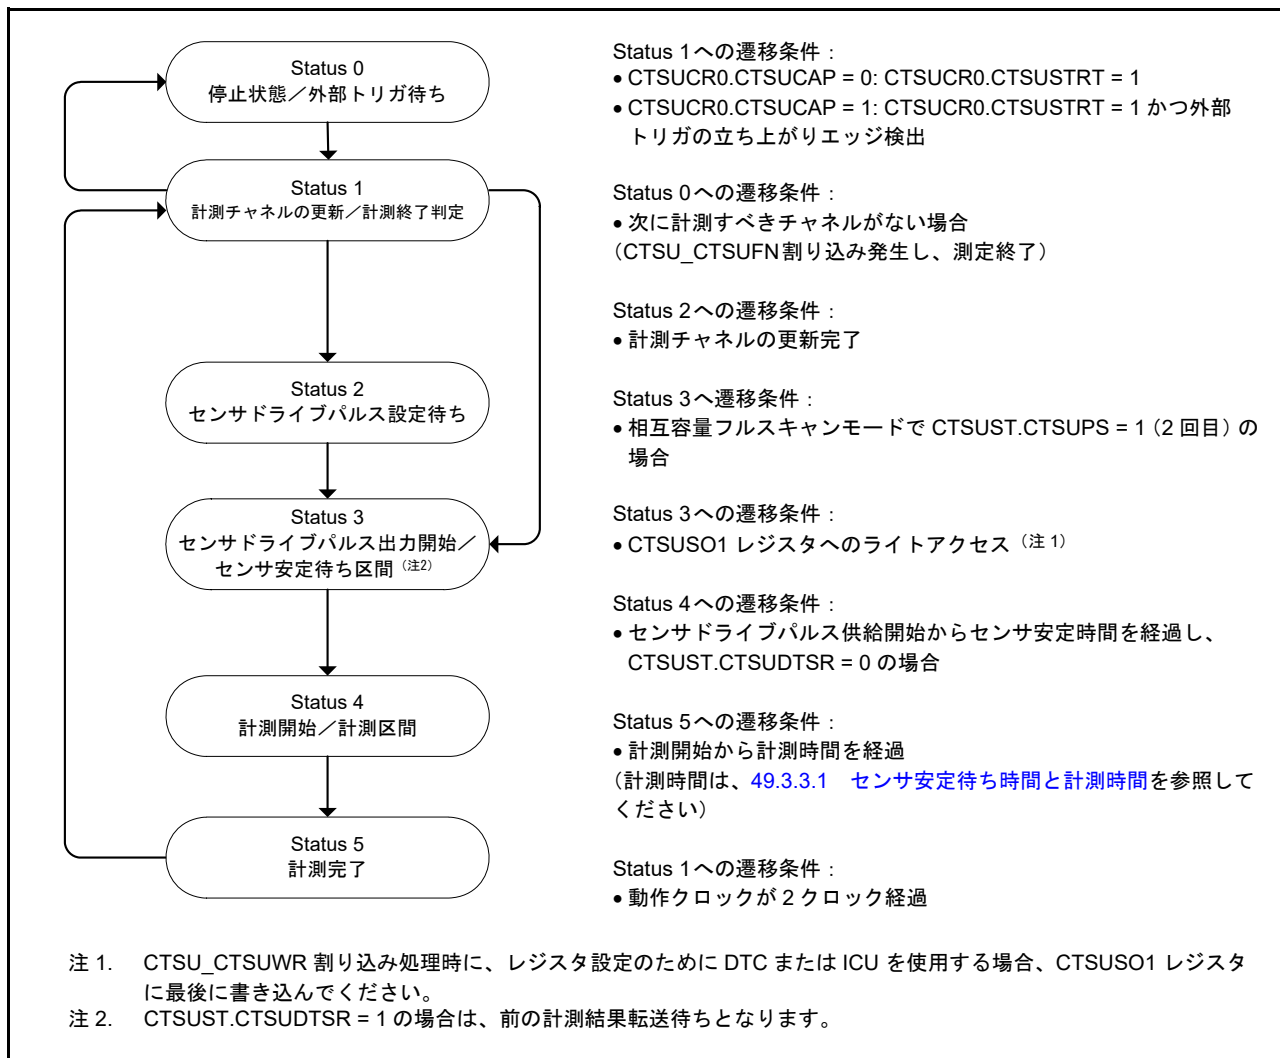 Status 0
停止状態／外部トリガ待ち
Status 1
計測チャネルの更新／計測終了判定
Status 2
センサドライブパルス設定待ち
Status 3
センサドライブパルス出力開始／
センサ安定待ち区間（注2）
Status 4
計測開始／計測区間
Status 5
計測完了
Status 1への遷移条件：
• CTSUCR0.CTSUCAP = 0: CTSUCR0.CTSUSTRT = 1
• CTSUCR0.CTSUCAP = 1: CTSUCR0.CTSUSTRT = 1 かつ外部
トリガの立ち上がりエッジ検出
Status 0への遷移条件：
• 次に計測すべきチャネルがない場合
（CTSU_CTSUFN割り込み発生し、測定終了）
Status 2への遷移条件：
• 計測チャネルの更新完了
Status 3へ遷移条件：
• 相互容量フルスキャンモードで CTSUST.CTSUPS = 1（2 回目）の
場合
Status 3への遷移条件：
• CTSUSO1 レジスタへのライトアクセス（注 1）
Status 4への遷移条件：
• センサドライブパルス供給開始からセンサ安定時間を経過し、
CTSUST.CTSUDTSR = 0 の場合
Status 5への遷移条件：
• 計測開始から計測時間を経過
（計測時間は、49.3.3.1　センサ安定待ち時間と計測時間を参照して
ください）
Status 1への遷移条件：
• 動作クロックが 2 クロック経過
注 1.　CTSU_CTSUWR 割り込み処理時に、レジスタ設定のために DTC または ICU を使用する場合、CTSUSO1 レジスタ
に最後に書き込んでください。
注 2.　CTSUST.CTSUDTSR = 1 の場合は、前の計測結果転送待ちとなります。